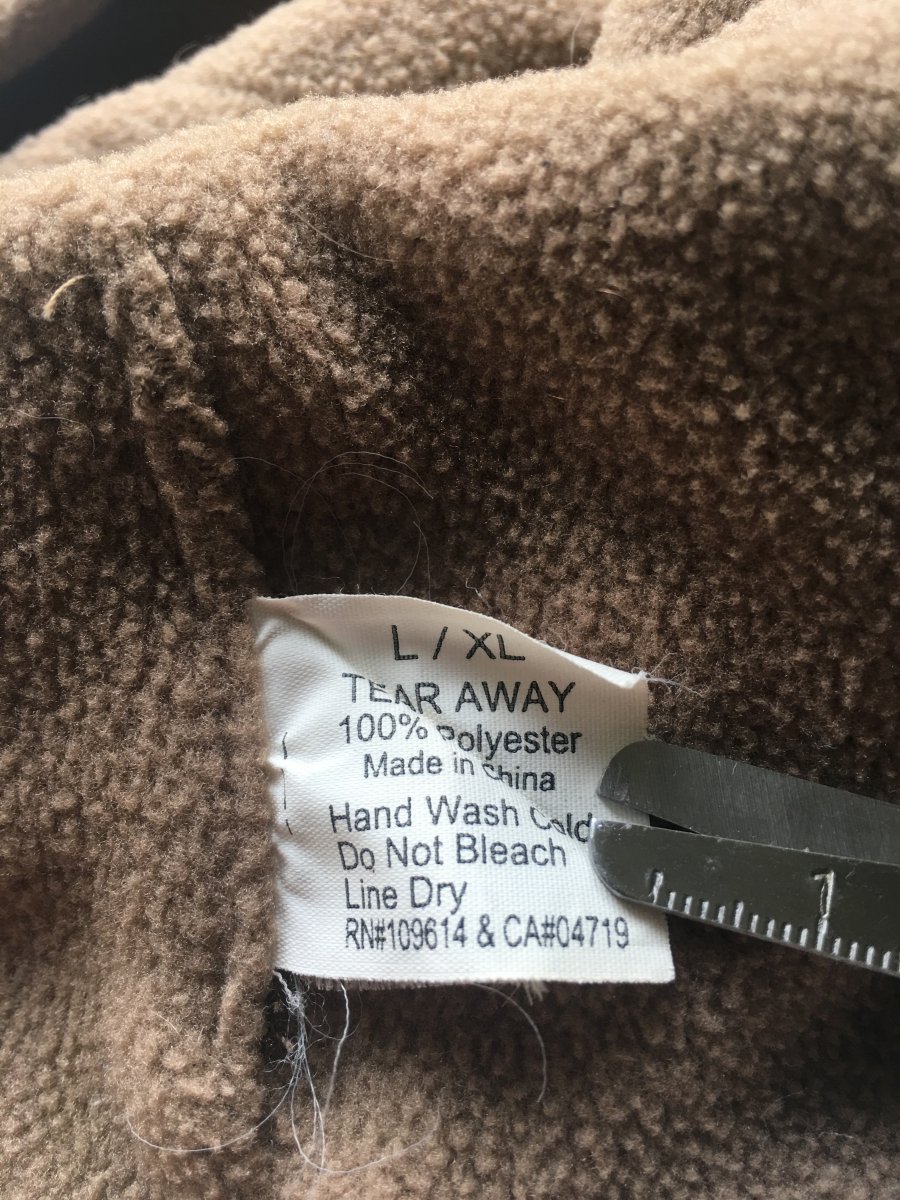 L / XL
TEAR AWAY
100% Polyester
Made in China
Hand Wash Cold
Do Not Bleach
Line Dry
RN#109614 & CA#04719
1